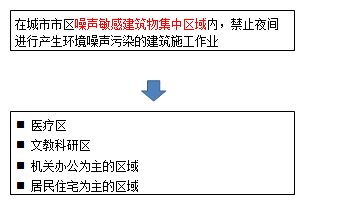 在城市市区噪声敏感建筑物集中区域内，禁止夜间
进行产生环境噪声污染的建筑施工作业
■ 医疗区
■ 文教科研区
■ 机关办公为主的区域
■ 居民住宅为主的区域